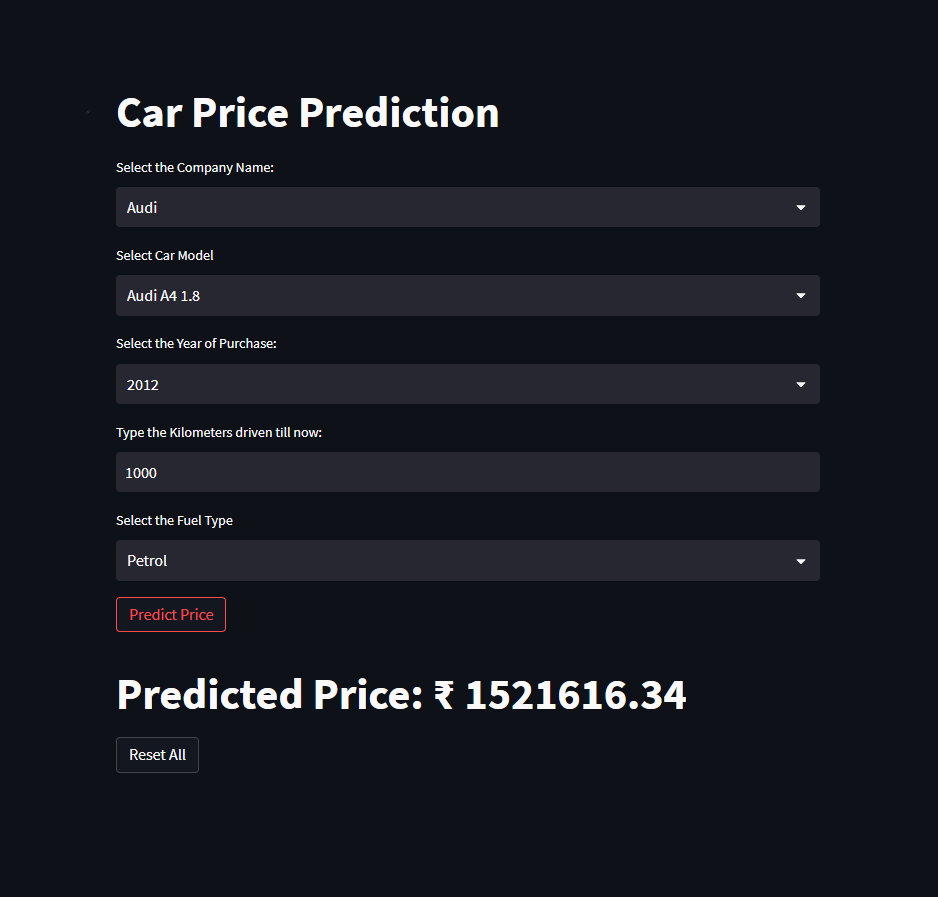 Car Price Prediction
Select the Company Name:
Audi
Select Car Model
Audi A4 1.8
Select the Year of Purchase:
2012
Type the Kilometers driven till now:
1000
Select the Fuel Type
Petrol
Predict Price
Predicted Price: ₹ 1521616.34
Reset All